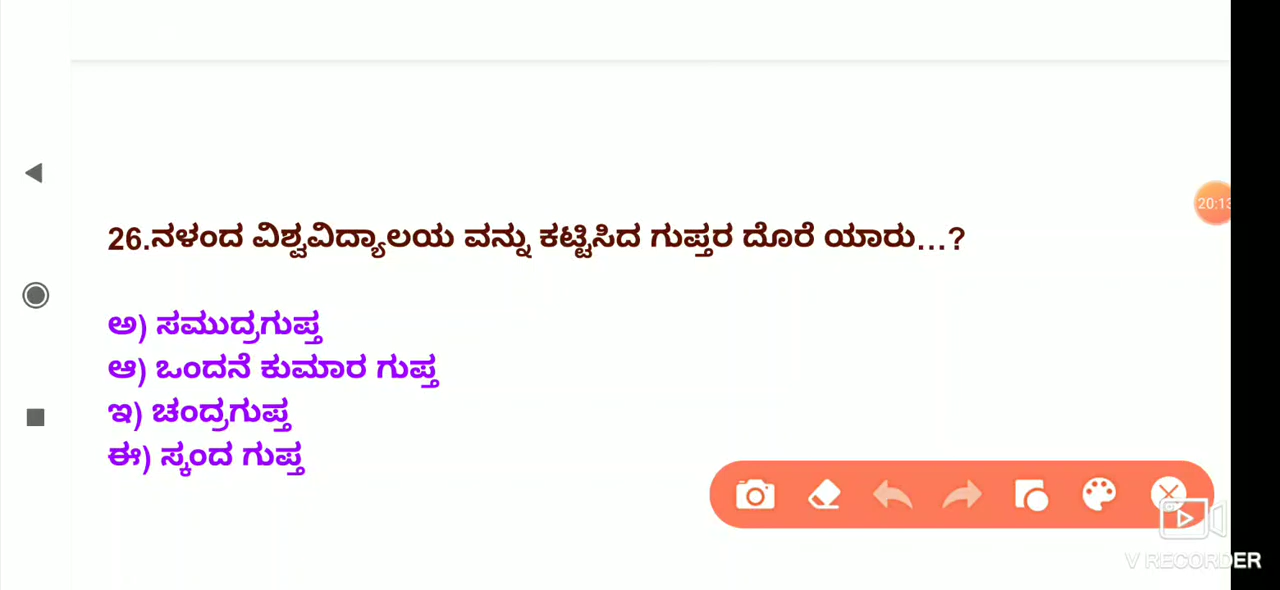 20:13
26.ನಳಂದ ವಿಶ್ವವಿದ್ಯಾಲಯ ವನ್ನು ಕಟ್ಟಿಸಿದ ಗುಪ್ತರ ದೊರೆ ಯಾರು...?
ಅ) ಸಮುದ್ರಗುಪ್ತ
ಆ) ಒಂದನೆ ಕುಮಾರ ಗುಪ್ತ
ಇ) ಚಂದ್ರಗುಪ್ತ
ಈ) ಸ್ಕಂದ ಗುಪ್ತ
V RECORDER